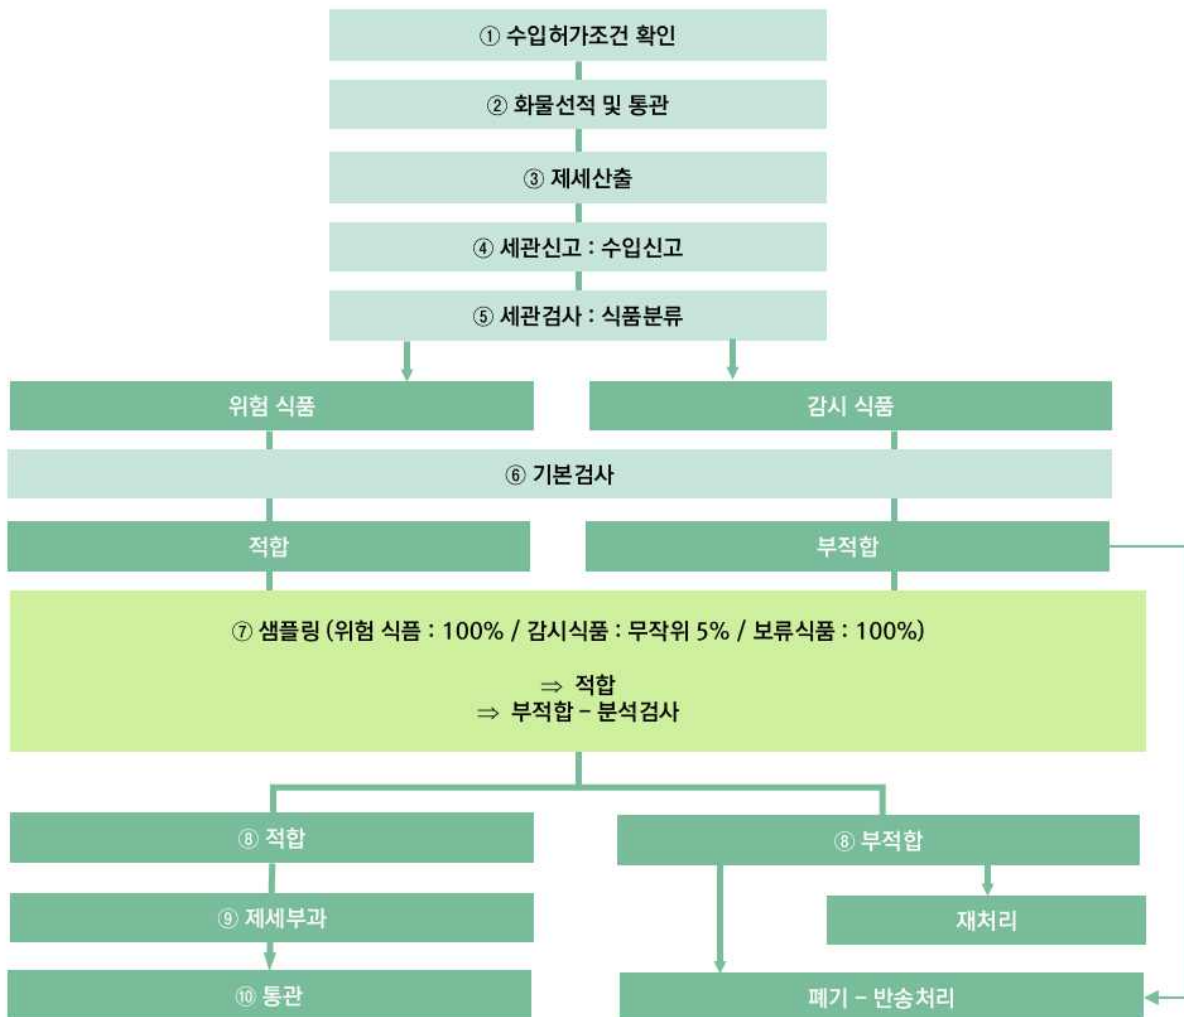 ① 수입허가조건 확인
② 화물선적 및 통관
③ 제세산출
④ 세관신고 : 수입신고
⑤ 세관검사 : 식품분류
위험 식품
감시 식품
⑥ 기본검사
적합
부적합
⑦ 샘플링 (위험 식픔 : 100% / 감시식품 : 무작위 5% / 보류식품 : 100%)
⇒ 적합
⇒ 부적합 – 분석검사
⑧ 적합
⑧ 부적합
⑨ 제세부과
재처리
⑩ 통관
폐기 – 반송처리